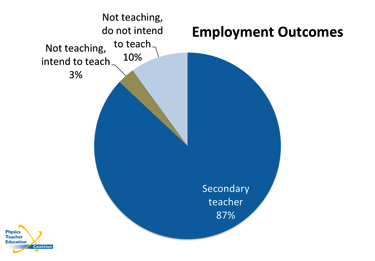 Employment Outcomes
Not teaching,
do not intend
to teach
10%
Not teaching,
intend to teach
3%
Secondary
teacher
87%
Physics
Teacher
Education
Coalition